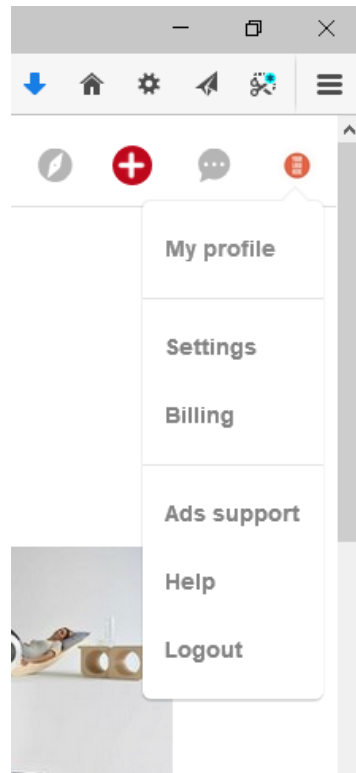 My profile
Settings
Billing
Ads support
Help
Logout